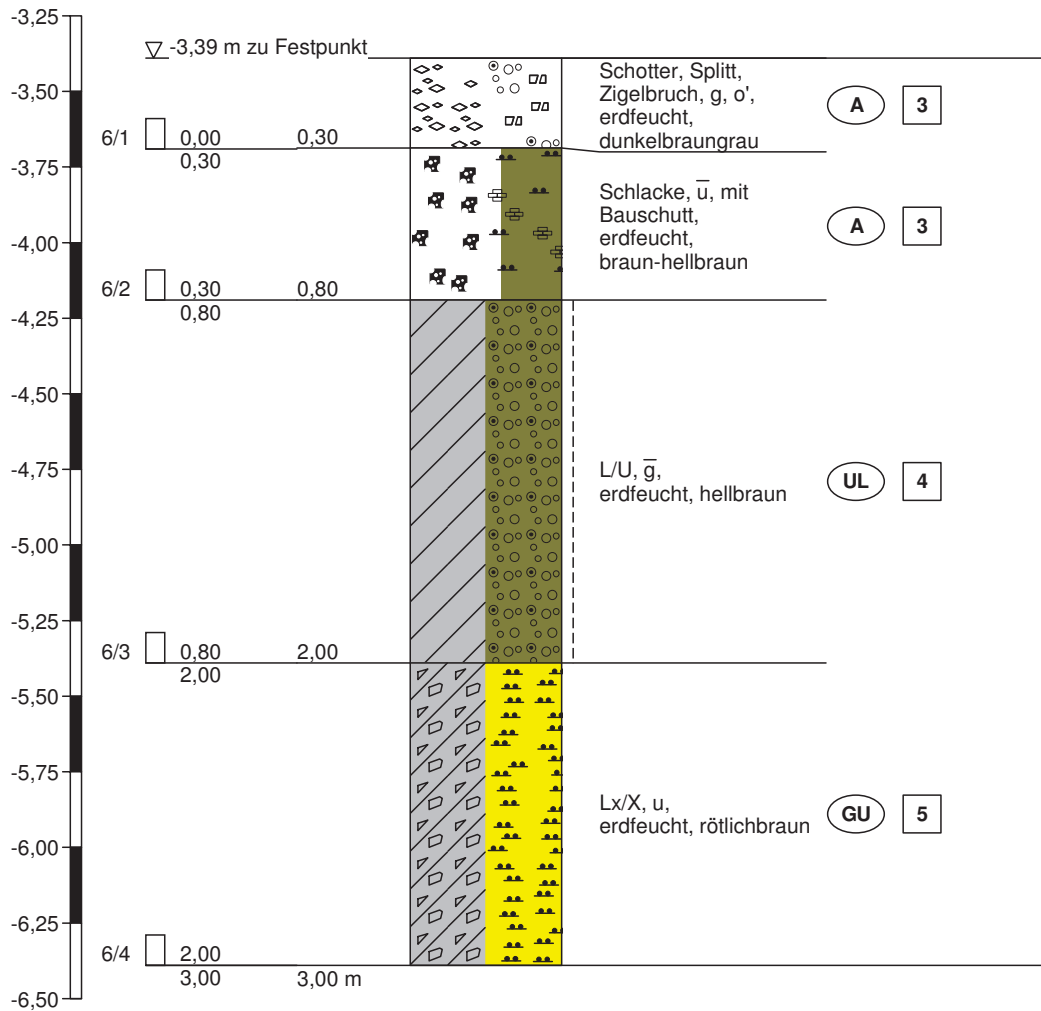 -3,25
-3,39 m zu Festpunkt
-3,50
Schotter, Splitt,
Zigelbruch, g, o',
erdfeucht,
dunkelbraungrau
A 3
6/1 0,00 0,30
0,30
-3,75
Schlacke, u̅, mit
Bauschutt,
erdfeucht,
braun-hellbraun
A 3
-4,00
6/2 0,30 0,80
0,80
-4,25
-4,50
-4,75
L/U, g̅,
erdfeucht, hellbraun
UL 4
-5,00
-5,25
6/3 0,80 2,00
2,00
-5,50
-5,75
Lx/X, u,
erdfeucht, rötlichbraun
GU 5
-6,00
-6,25
6/4 2,00
3,00 3,00 m
-6,50